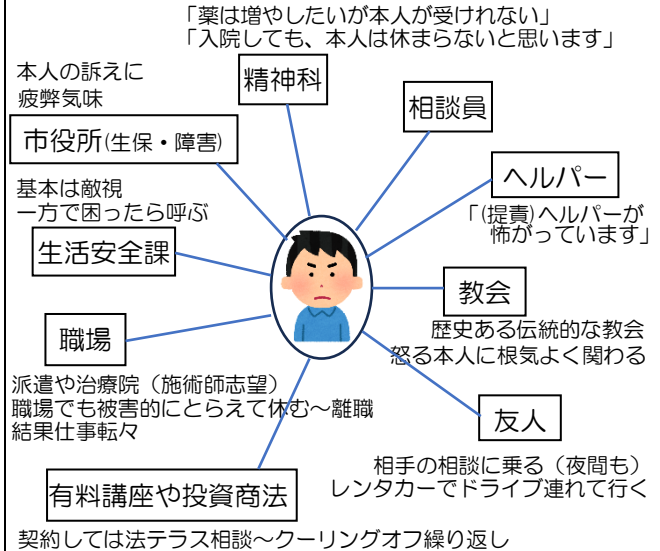 「薬は増やしたいが本人が受けれない」
「入院しても、本人は休まらないと思います」
精神科
本人の訴えに
疲弊気味
市役所(生保・障害)
相談員
ヘルパー
「(提責)ヘルパーが
怖がっています」
基本は敵視
一方で困ったら呼ぶ
生活安全課
教会
歴史ある伝統的な教会
怒る本人に根気よく関わる
職場
派遣や治療院（施術師志望）
職場でも被害的にとらえて休む～離職
結果仕事転々
友人
相手の相談に乗る（夜間も）
レンタカーでドライブ連れて行く
有料講座や投資商法
契約しては法テラス相談～クーリングオフ繰り返し